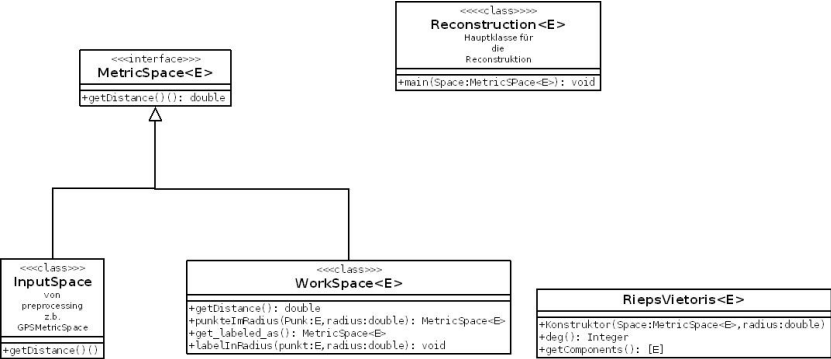 <<<interface>>>
MetricSpace<E>
+getDistance()(): double
<<<<class>>>>
Reconstruction<E>
Hauptklasse für
die
Reconstruktion
+main(Space:MetricSPace<E>): void
<<<class>>>
InputSpace
von
preprocessing
z.b.
GPSMetricSpace
+getDistance()()
<<<class>>>
WorkSpace<E>
+getDistance(): double
+punkteImRadius(Punk:E,radius:double): MetricSpace<E>
+get_labeled_as(): MetricSpace<E>
+labelInRadius(punkt:E,radius:double): void
RiepsVietoris<E>
+Konstruktor(Space:MetricSpace<E>,radius:double)
+deg(): Integer
+getComponents(): [E]